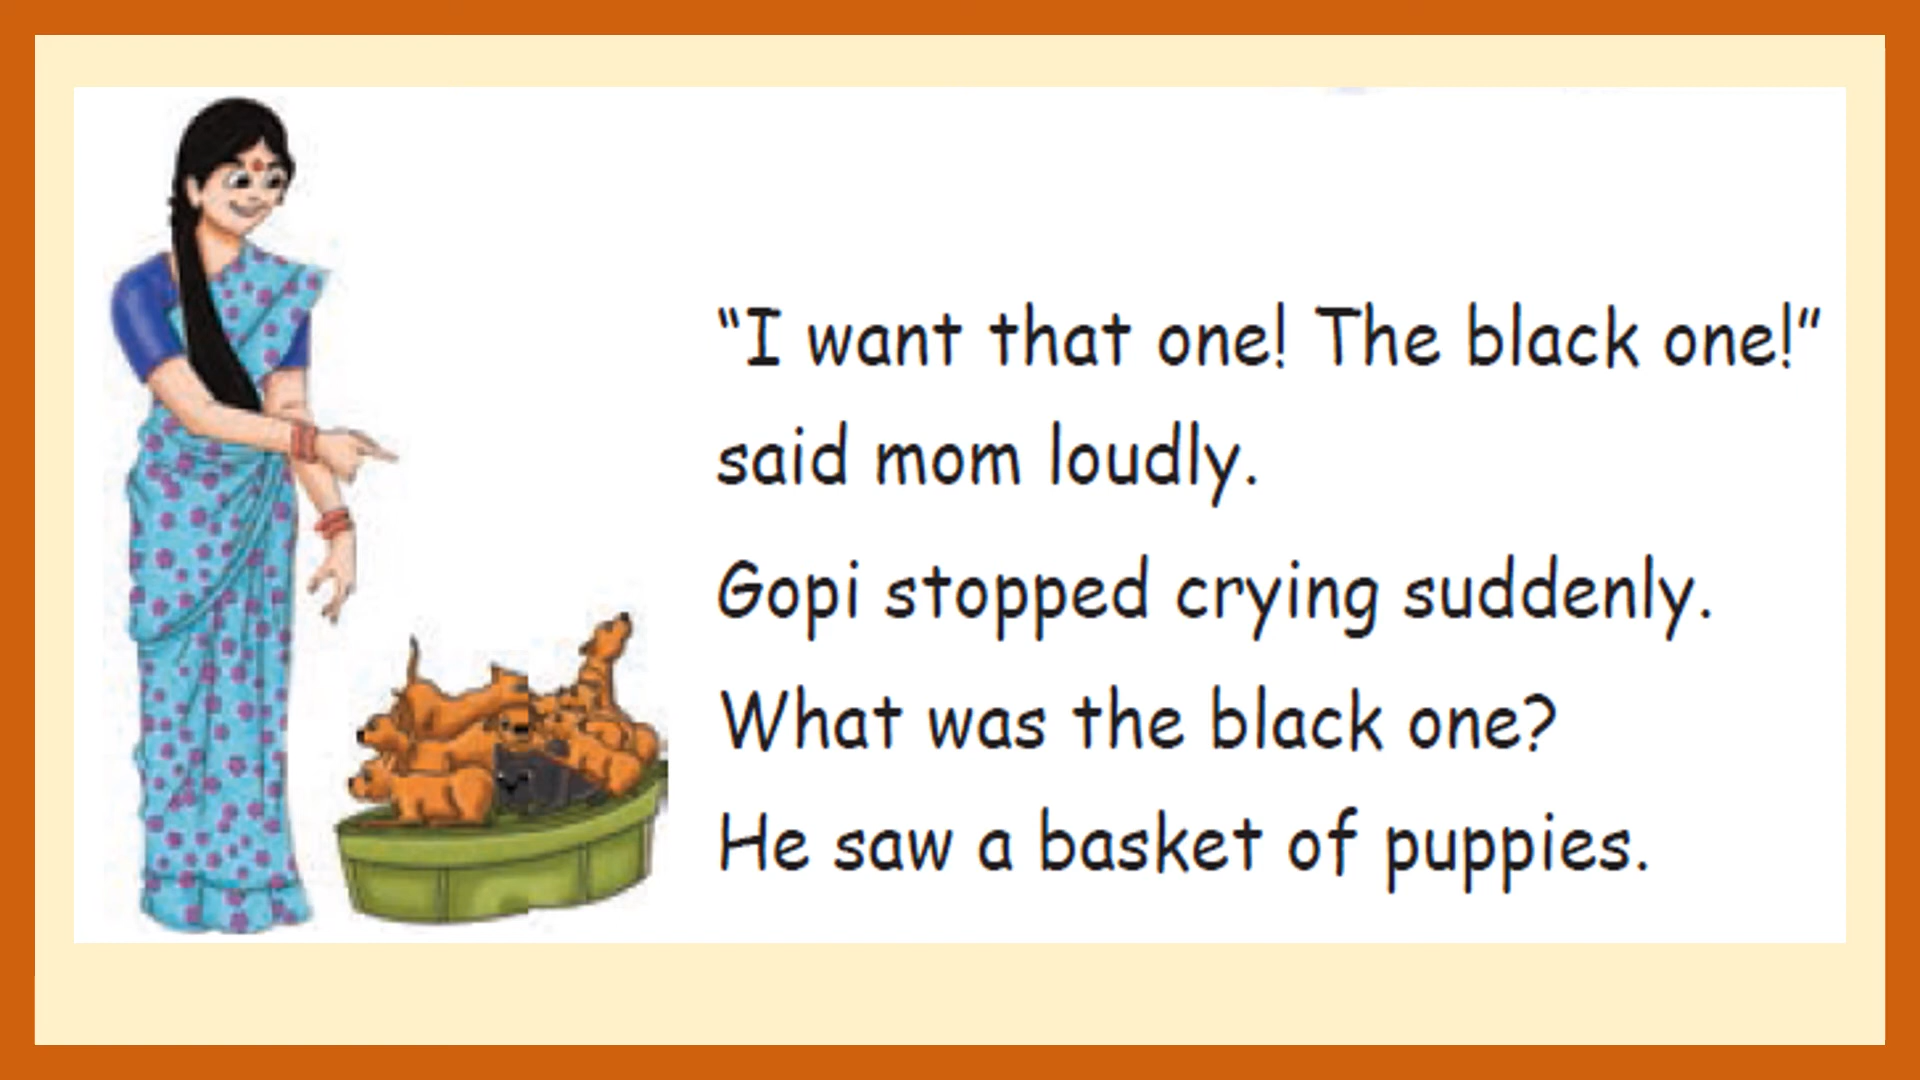 “I want that one! The black one!”
said mom loudly.
Gopi stopped crying suddenly.
What was the black one?
He saw a basket of puppies.